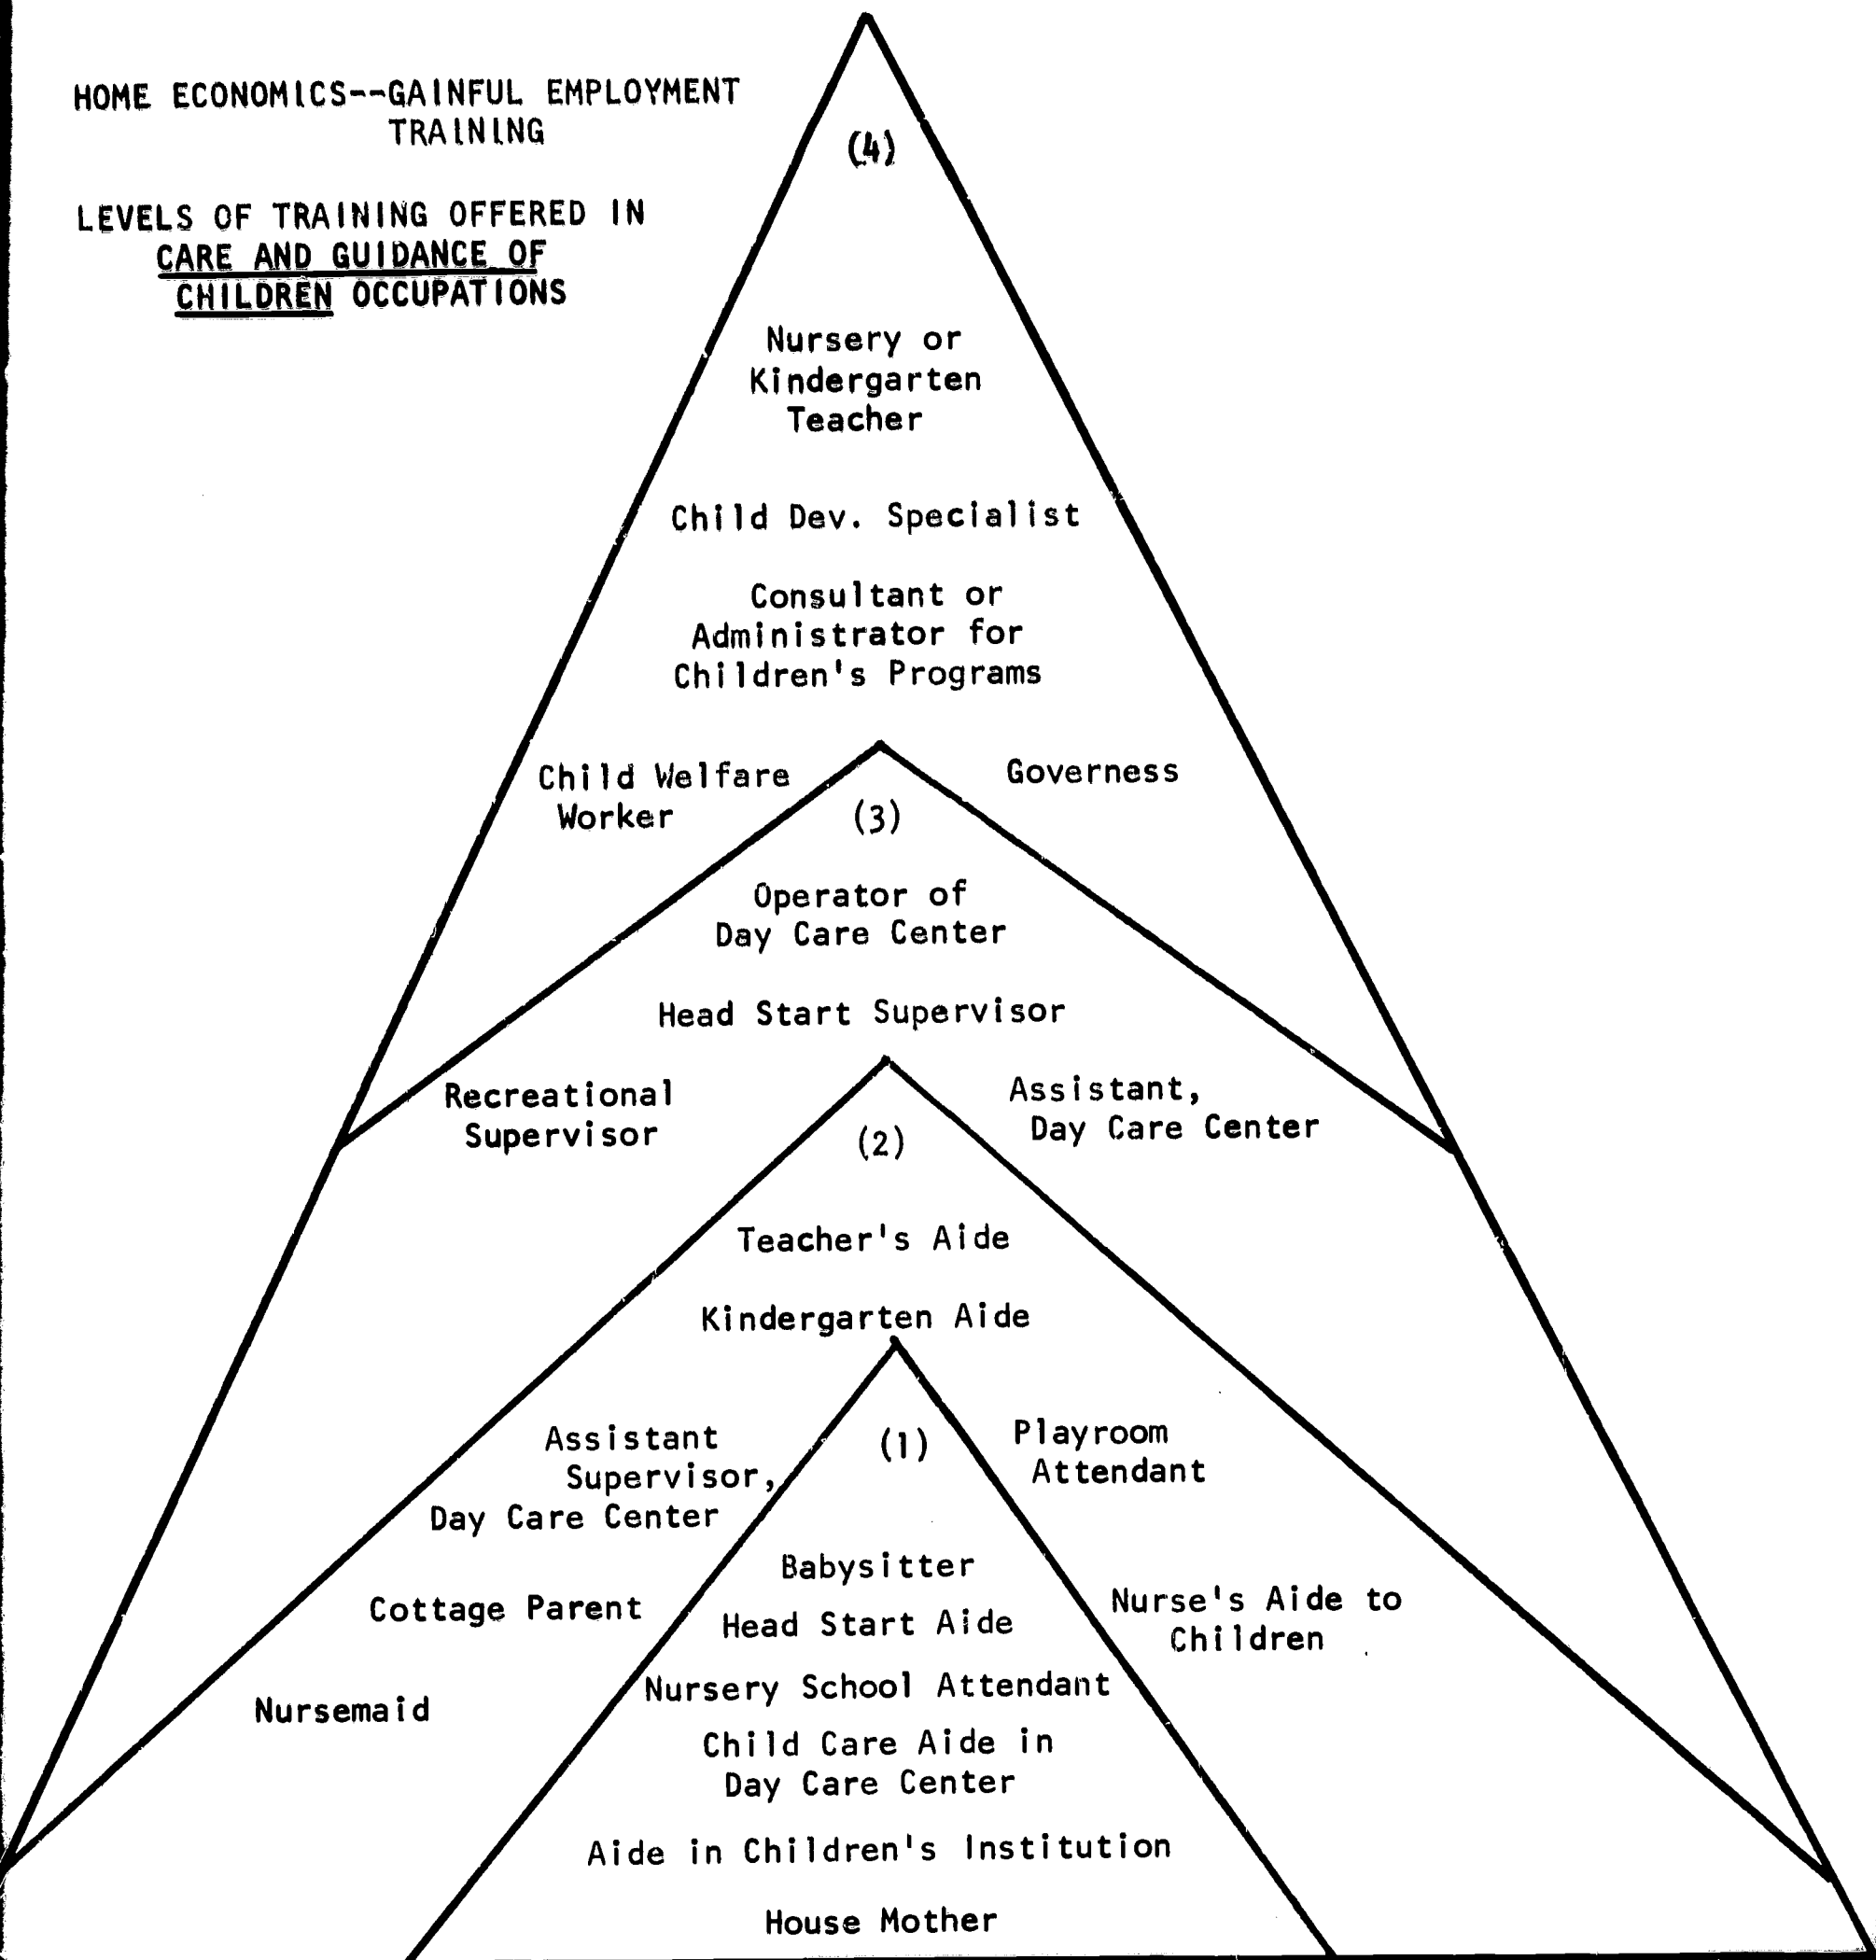 HOME ECONOMICS--GAINFUL EMPLOYMENT
TRAINING
LEVELS OF TRAINING OFFERED IN
CARE AND GUIDANCE OF
CHILDREN OCCUPATIONS
(4)
Nursery or
Kindergarten
Teacher
Child Dev. Specialist
Consultant or
Administrator for
Children's Programs
Child Welfare
Worker
Governess
(3)
Operator of
Day Care Center
Head Start Supervisor
Recreational
Supervisor
Assistant,
Day Care Center
(2)
Teacher's Aide
Kindergarten Aide
Assistant
Supervisor,
Day Care Center
Playroom
Attendant
Cottage Parent
Nurse's Aide to
Children
Nursemaid
(1)
Babysitter
Head Start Aide
Nursery School Attendant
Child Care Aide in
Day Care Center
Aide in Children's Institution
House Mother